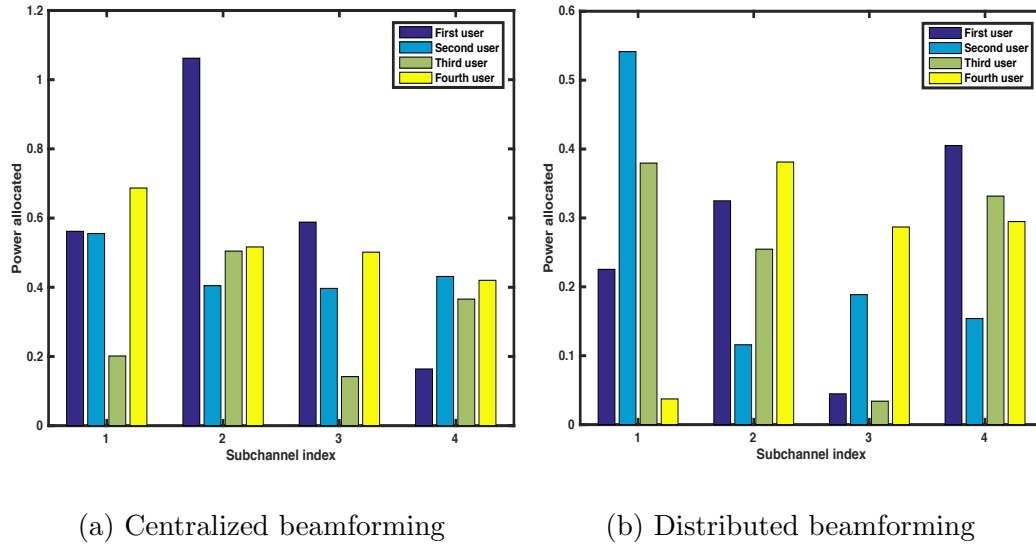 1.2
1
0.8
0.6
0.4
0.2
0
Power allocated
1 2 3 4
Subchannel index
First user
Second user
Third user
Fourth user
(a) Centralized beamforming
0.6
0.5
0.4
0.3
0.2
0.1
0
Power allocated
1 2 3 4
Subchannel index
First user
Second user
Third user
Fourth user
(b) Distributed beamforming